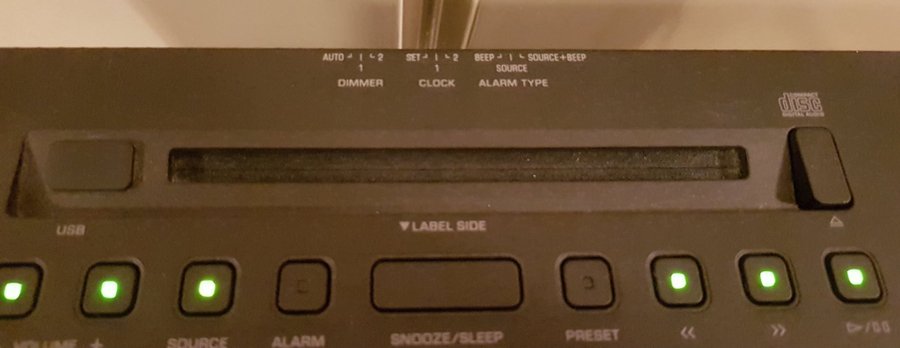 AUTO 1 2 SET 1 2 BEEP SOURCE+BEEP
SOURCE
DIMMER CLOCK ALARM TYPE
COMPACT
disc
DIGITAL AUDIO
USB
▼LABEL SIDE
VOLUME + SOURCE ALARM SNOOZE/SLEEP PRESET << >> ▷/▯▯